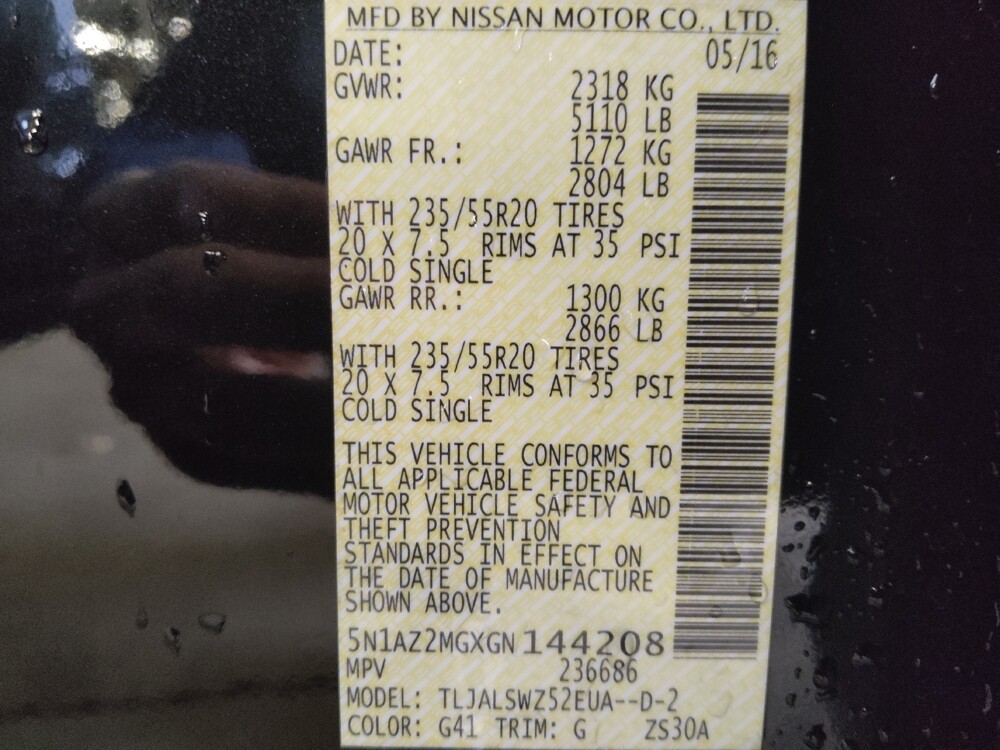 MFD BY NISSAN MOTOR CO., LTD.
DATE: 05/16
GVWR: 2318 KG
5110 LB
GAWR FR.: 1272 KG
2804 LB
WITH 235/55R20 TIRES
20 X 7.5 RIMS AT 35 PSI
COLD SINGLE
GAWR RR.: 1300 KG
2866 LB
WITH 235/55R20 TIRES
20 X 7.5 RIMS AT 35 PSI
COLD SINGLE
THIS VEHICLE CONFORMS TO
ALL APPLICABLE FEDERAL
MOTOR VEHICLE SAFETY AND
THEFT PREVENTION
STANDARDS IN EFFECT ON
THE DATE OF MANUFACTURE
SHOWN ABOVE.
5N1AZ2MGXGN144208
MPV 236686
MODEL: TLJALSWZ52EUA--D-2
COLOR: G41 TRIM: G ZS30A